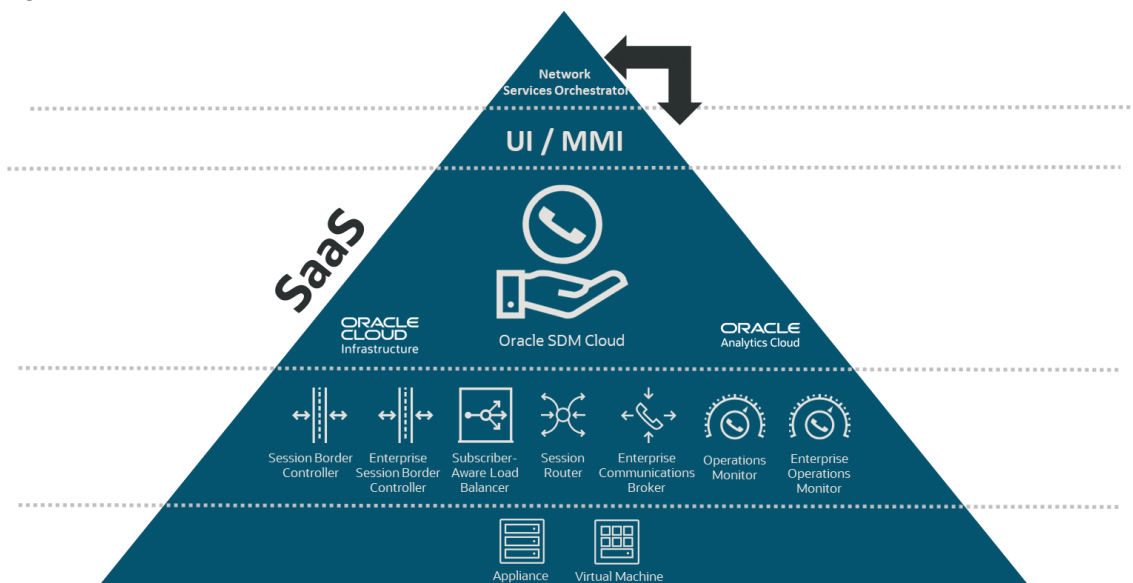 Network
Services Orchestrator
UI / MMI
SaaS
ORACLE
CLOUD
Infrastructure
Oracle SDM Cloud
ORACLE
Analytics Cloud
Session Border
Controller
Enterprise
Session Border
Controller
Subscriber-
Aware Load
Balancer
Session
Router
Enterprise
Communications
Broker
Operations
Monitor
Enterprise
Operations
Monitor
Appliance
Virtual Machine